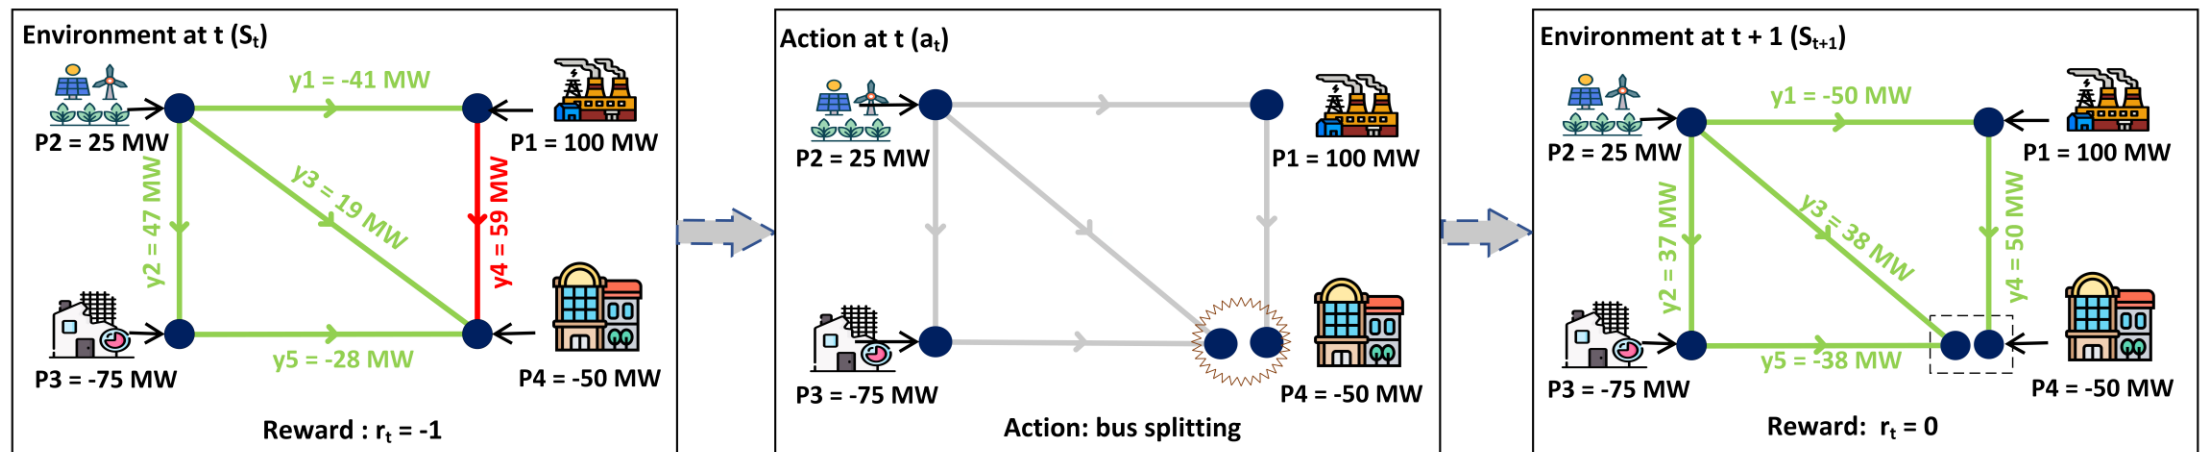 Environment at t (St)
y1 = -41 MW
P2 = 25 MW
P1 = 100 MW
y2 = 47 MW
y3 = 19 MW
y4 = 59 MW
y5 = -28 MW
P3 = -75 MW
P4 = -50 MW
Reward : rt = -1
Action at t (at)
P2 = 25 MW
P1 = 100 MW
P3 = -75 MW
P4 = -50 MW
Action: bus splitting
Environment at t + 1 (St+1)
y1 = -50 MW
P2 = 25 MW
P1 = 100 MW
y2 = 37 MW
y3 = 38 MW
y4 = 50 MW
y5 = -38 MW
P3 = -75 MW
P4 = -50 MW
Reward: rt = 0